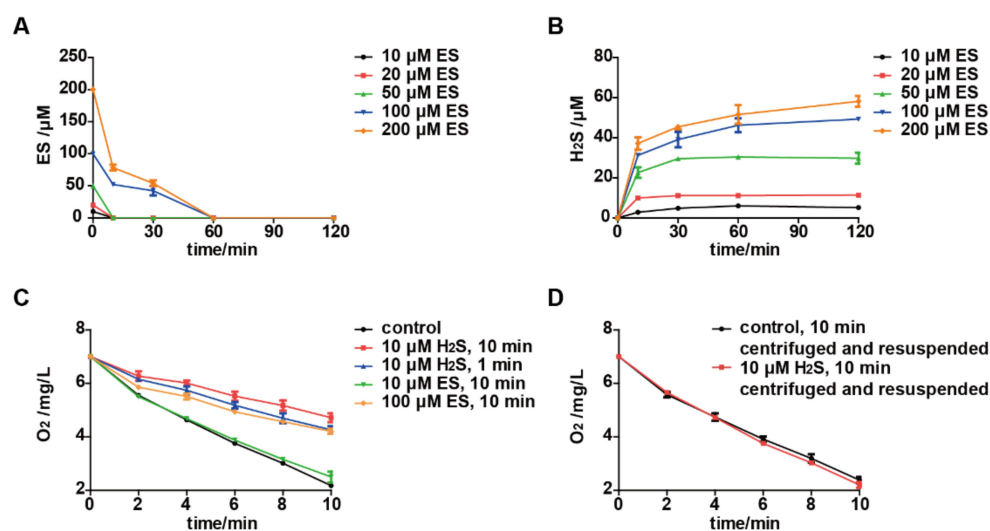 A
ES /µM
250
200
150
100
50
0
0 30 60 90 120
time/min
10 µM ES
20 µM ES
50 µM ES
100 µM ES
200 µM ES
B
H2S /µM
80
60
40
20
0
0 30 60 90 120
time/min
10 µM ES
20 µM ES
50 µM ES
100 µM ES
200 µM ES
C
O2 /mg/L
8
6
4
2
0 2 4 6 8 10
time/min
control
10 µM H2S, 10 min
10 µM H2S, 1 min
10 µM ES, 10 min
100 µM ES, 10 min
D
O2 /mg/L
8
6
4
2
0 2 4 6 8 10
time/min
control, 10 min
centrifuged and resuspended
10 µM H2S, 10 min
centrifuged and resuspended